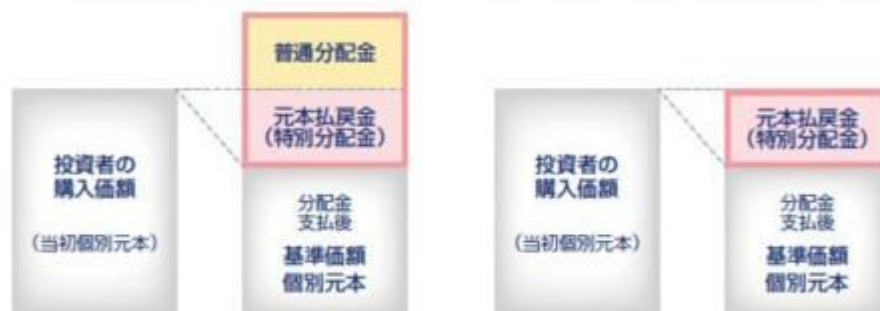 普通分配金
元本払戻金
（特別分配金）
投資者の
購入価額
（当初個別元本）
分配金
支払後
基準価額
個別元本
元本払戻金
（特別分配金）
投資者の
購入価額
（当初個別元本）
分配金
支払後
基準価額
個別元本